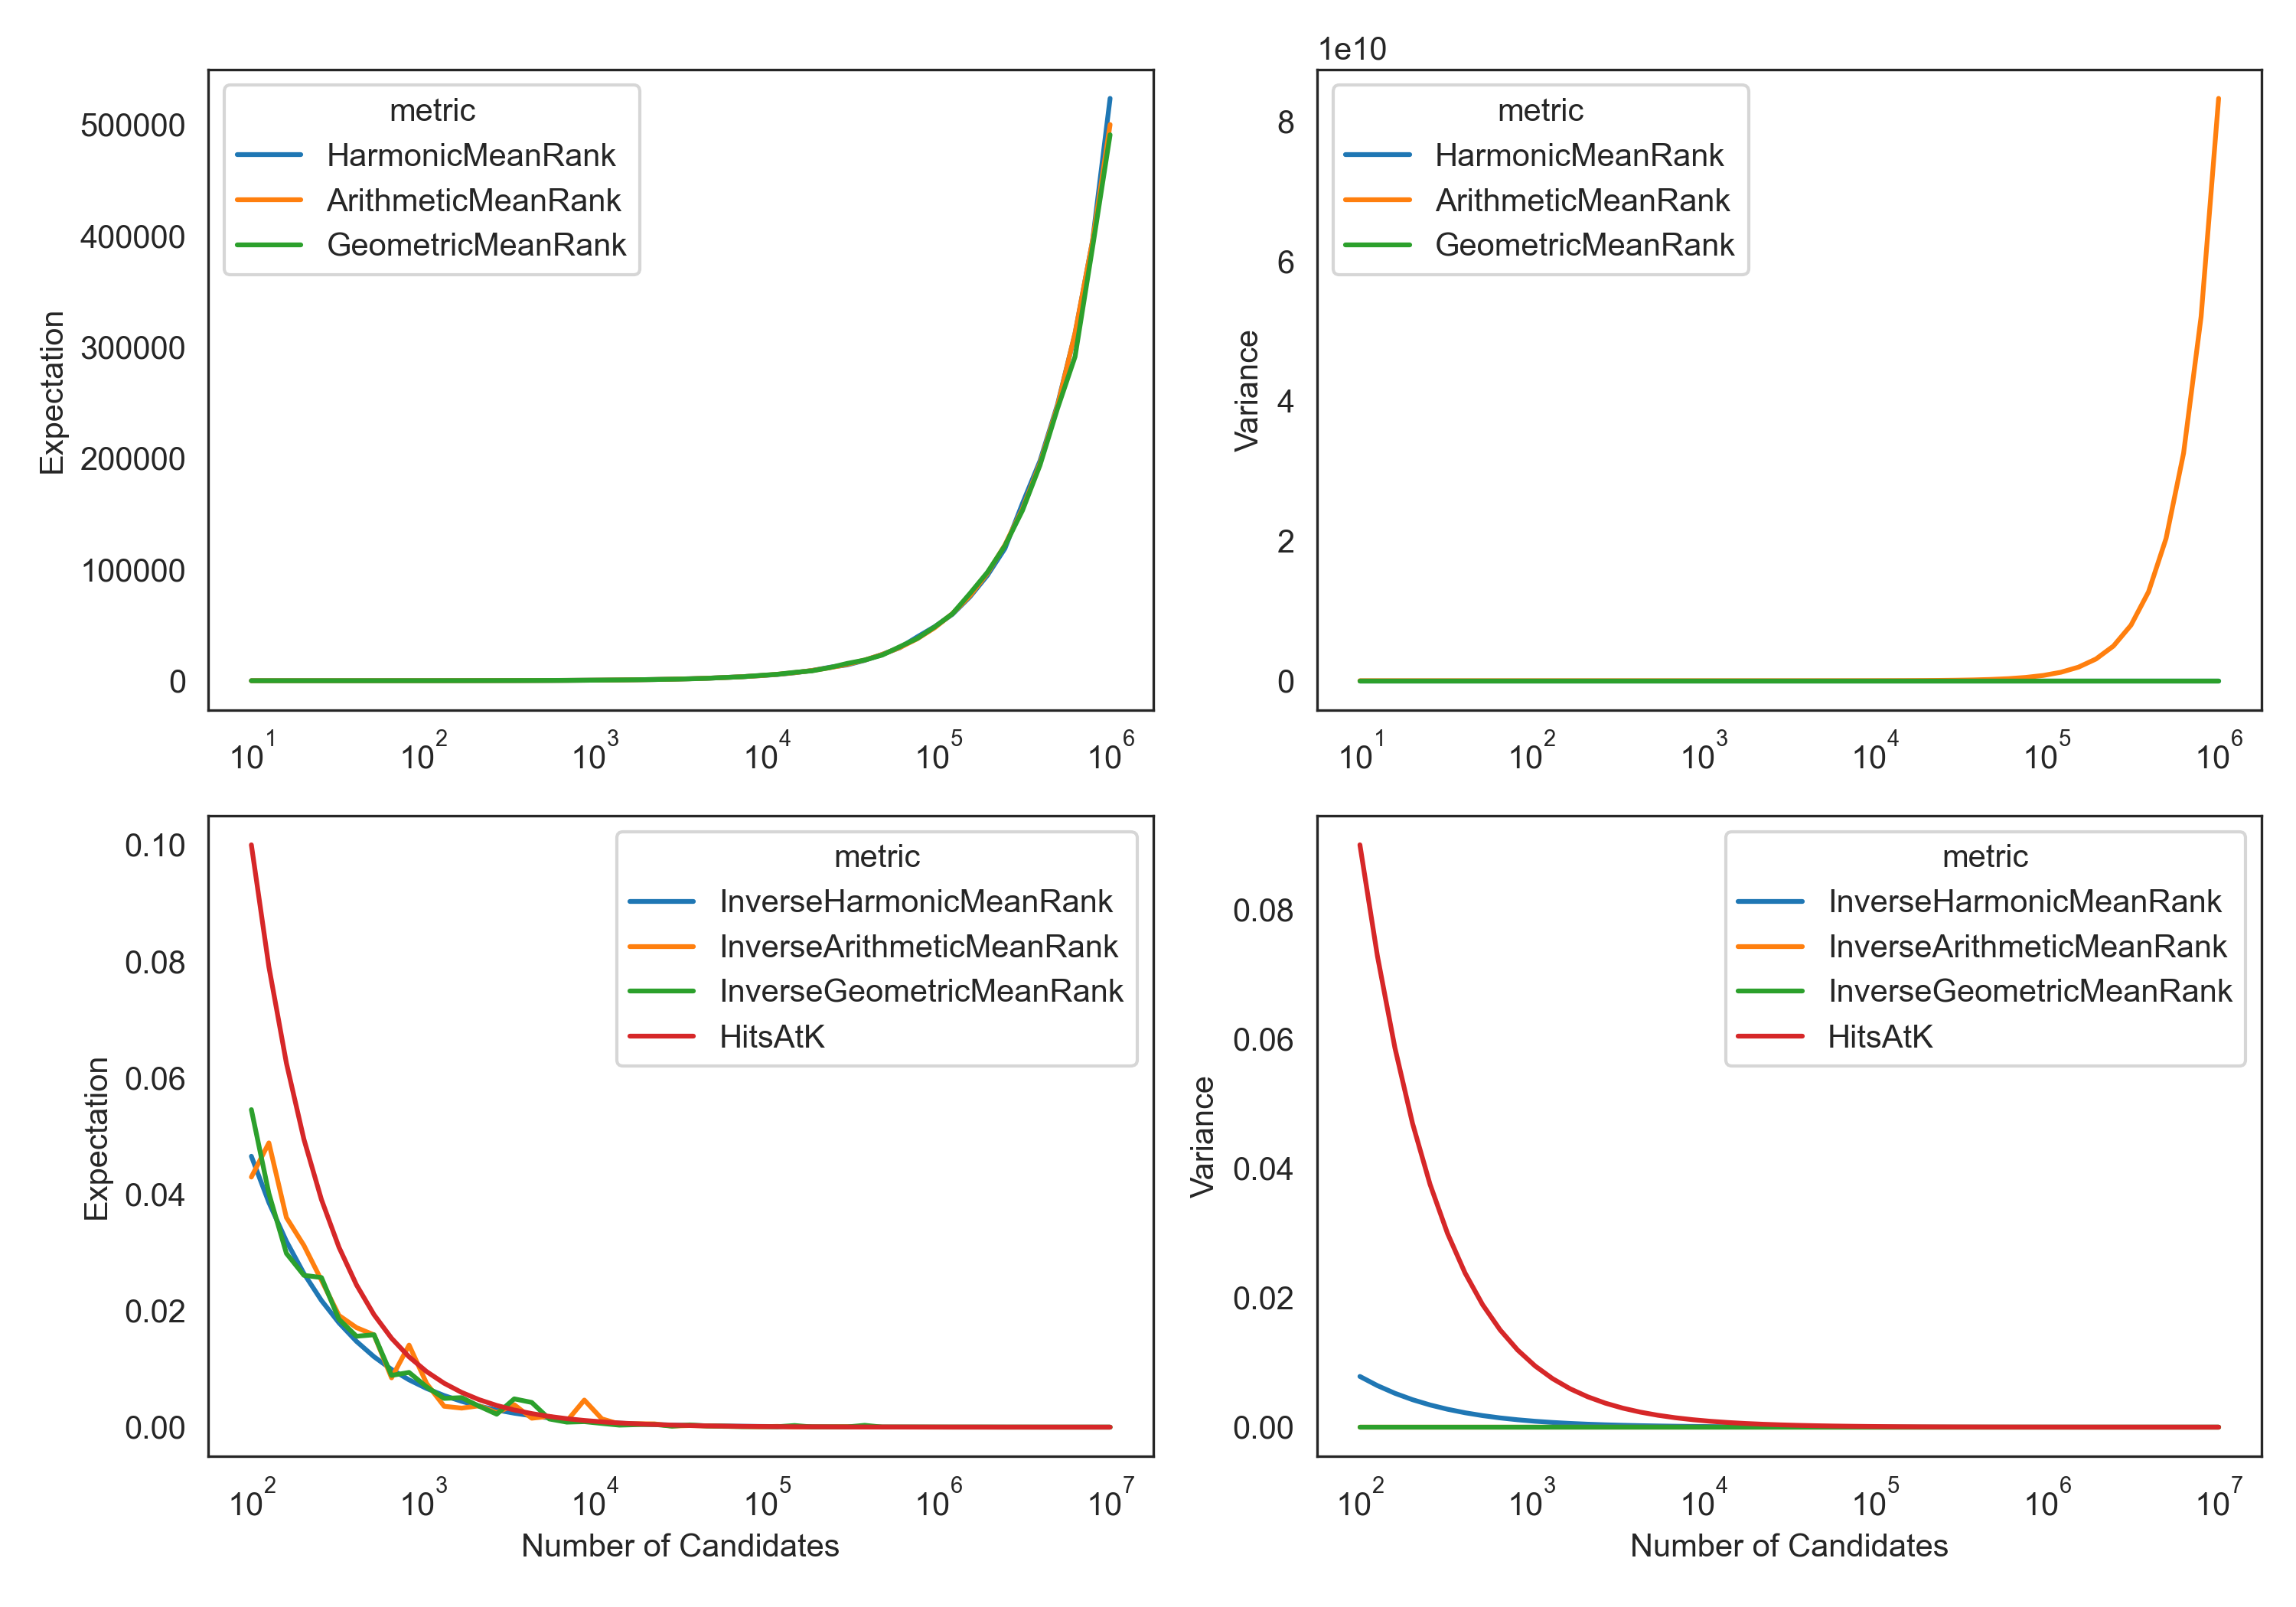 metric
HarmonicMeanRank
ArithmeticMeanRank
GeometricMeanRank
Expectation
500000
400000
300000
200000
100000
0
10^1 10^2 10^3 10^4 10^5 10^6
1e10
metric
HarmonicMeanRank
ArithmeticMeanRank
GeometricMeanRank
Variance
8
6
4
2
0
10^1 10^2 10^3 10^4 10^5 10^6
metric
InverseHarmonicMeanRank
InverseArithmeticMeanRank
InverseGeometricMeanRank
HitsAtK
Expectation
0.10
0.08
0.06
0.04
0.02
0.00
10^2 10^3 10^4 10^5 10^6 10^7
Number of Candidates
metric
InverseHarmonicMeanRank
InverseArithmeticMeanRank
InverseGeometricMeanRank
HitsAtK
Variance
0.08
0.06
0.04
0.02
0.00
10^2 10^3 10^4 10^5 10^6 10^7
Number of Candidates